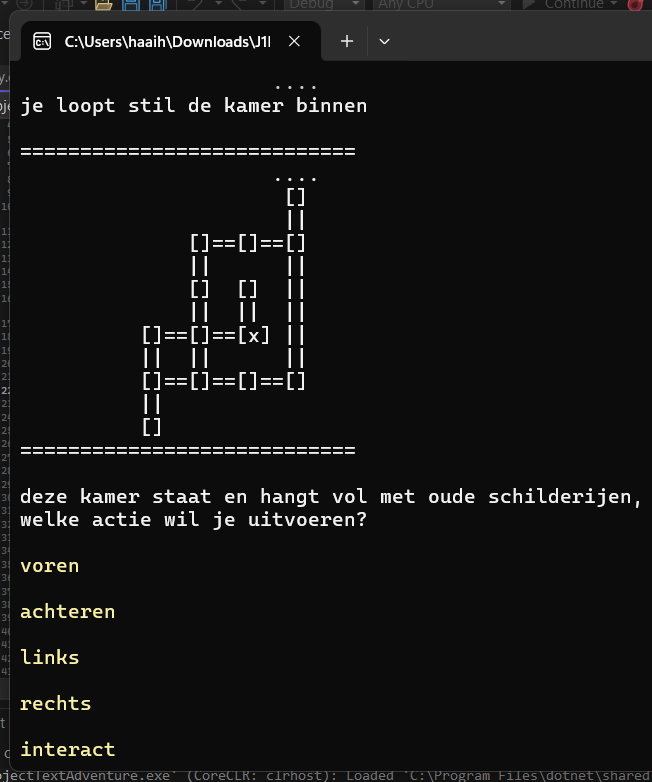 Debug Any CPU Continue
C:\Users\haaih\Downloads\J1
....
je loopt stil de kamer binnen
============================
....
[]
||
[]==[]==[]
||      ||
[]  []  ||
||  ||  ||
[]==[]==[x] ||
||  ||      ||
[]==[]==[]==[]
||
[]
============================
deze kamer staat en hangt vol met oude schilderijen,
welke actie wil je uitvoeren?
voren
achteren
links
rechts
interact
ojectTextAdventure.exe' (CoreCLR: clrhost): Loaded 'C:\Program Files\dotnet\shared